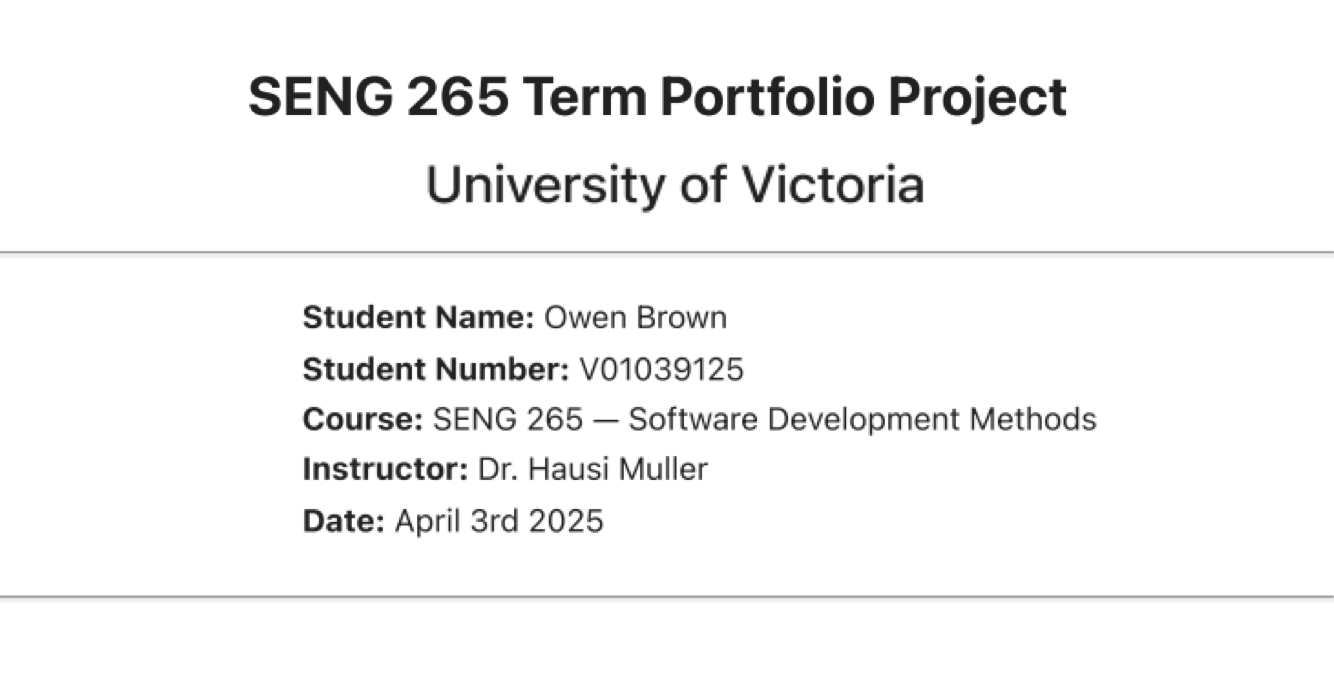 SENG 265 Term Portfolio Project
University of Victoria
Student Name: Owen Brown
Student Number: V01039125
Course: SENG 265 — Software Development Methods
Instructor: Dr. Hausi Muller
Date: April 3rd 2025